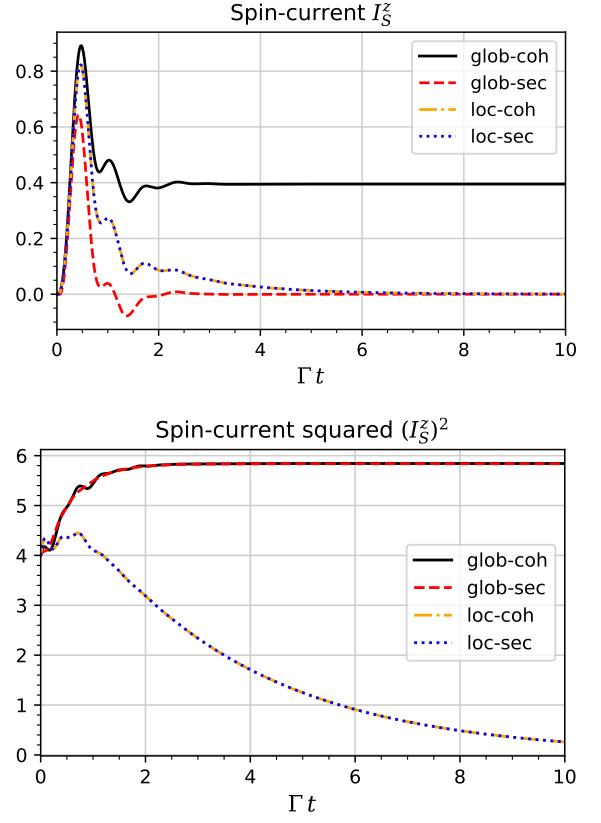 Spin-current I_S^z
0.8
0.6
0.4
0.2
0.0
glob-coh
glob-sec
loc-coh
loc-sec
0 2 4 6 8 10
Γ t
Spin-current squared (I_S^z)^2
6
5
4
3
2
1
0
glob-coh
glob-sec
loc-coh
loc-sec
0 2 4 6 8 10
Γ t